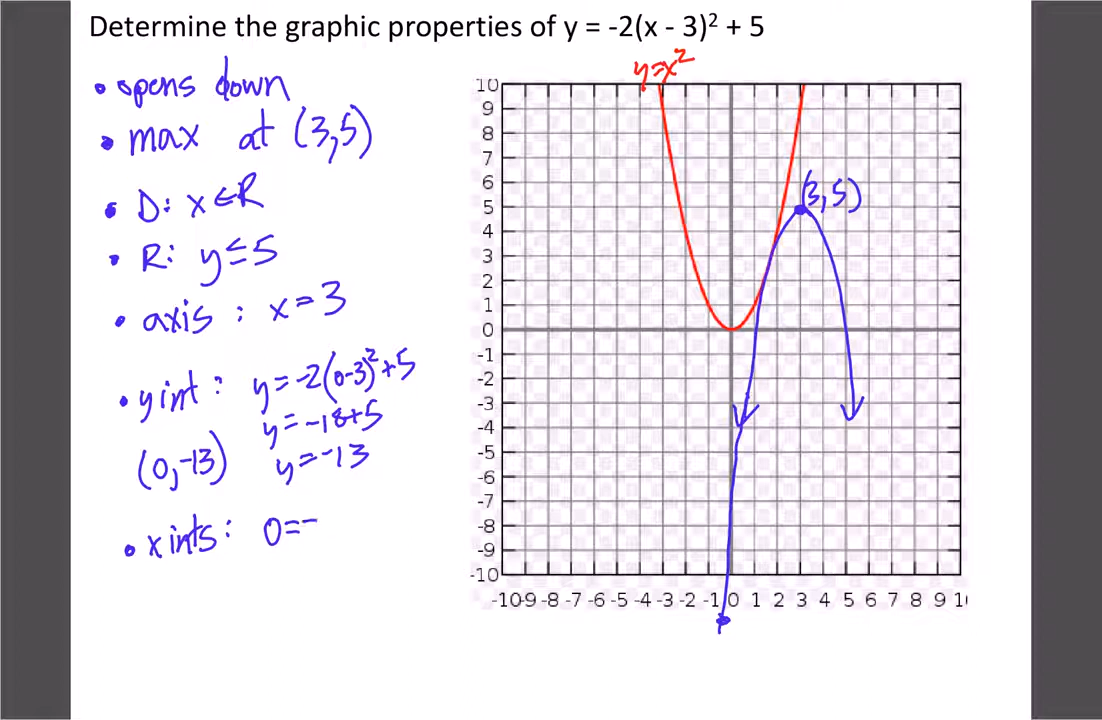 Determine the graphic properties of y = -2(x - 3)² + 5
• opens down
• max at (3,5)
• D: x∈R
• R: y≤5
• axis : x=3
• y int : y=-2(0-3)²+5
y=-18+5
(0,-13) y=-13
• x ints : 0=-
y=x²
(3,5)
10
9
8
7
6
5
4
3
2
1
0
-1
-2
-3
-4
-5
-6
-7
-8
-9
-10
-10 -9 -8 -7 -6 -5 -4 -3 -2 -1 0 1 2 3 4 5 6 7 8 9 1